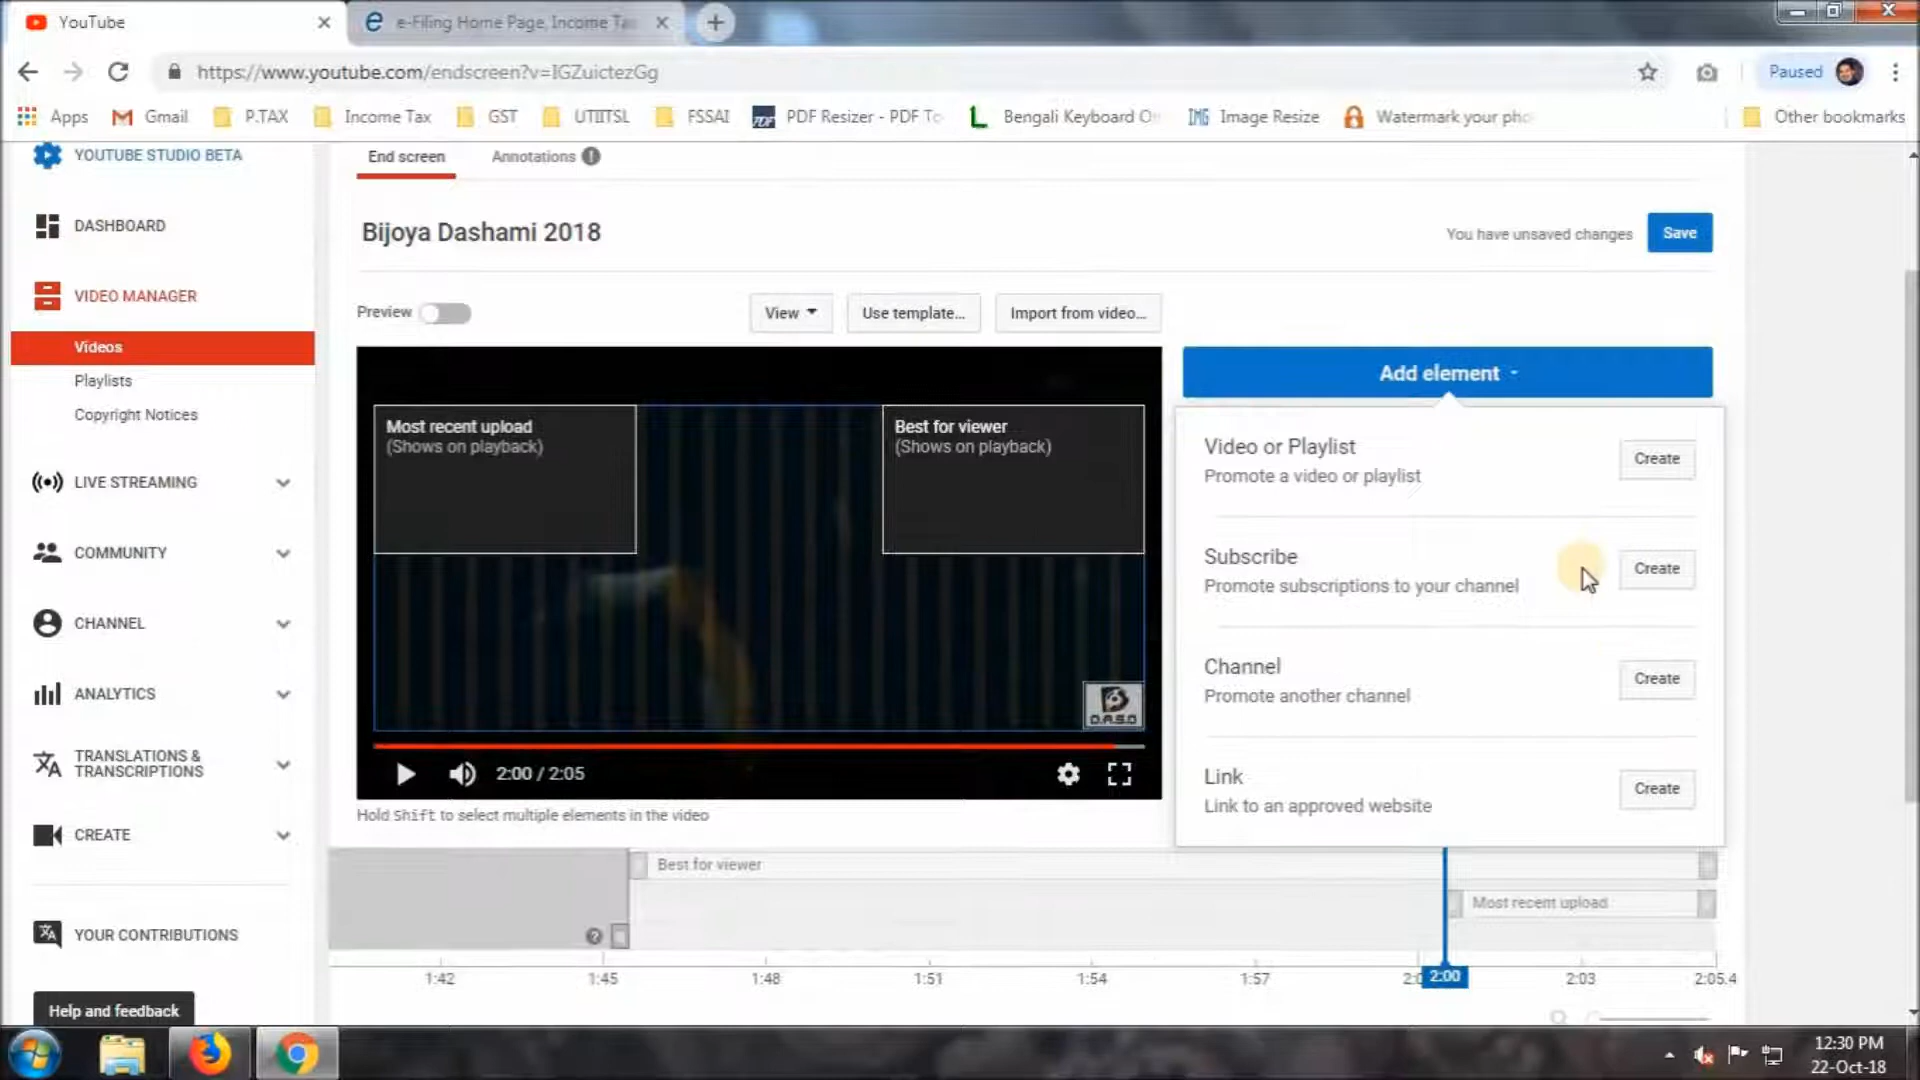 YouTube
e-Filing Home Page, Income Ta
https://www.youtube.com/endscreen?v=IGZuictezGg
Paused
Apps
Gmail
P.TAX
Income Tax
GST
UTIITSL
FSSAI
PDF Resizer - PDF To
Bengali Keyboard O
IMG Image Resize
Watermark your pho
Other bookmarks
YOUTUBE STUDIO BETA
DASHBOARD
VIDEO MANAGER
Videos
Playlists
Copyright Notices
LIVE STREAMING
COMMUNITY
CHANNEL
ANALYTICS
TRANSLATIONS &
TRANSCRIPTIONS
CREATE
YOUR CONTRIBUTIONS
Help and feedback
End screen
Annotations
Bijoya Dashami 2018
You have unsaved changes
Save
Preview
View
Use template...
Import from video...
Most recent upload
(Shows on playback)
Best for viewer
(Shows on playback)
D.A.S.O
2:00 / 2:05
Hold Shift to select multiple elements in the video
Add element
Video or Playlist
Promote a video or playlist
Create
Subscribe
Promote subscriptions to your channel
Create
Channel
Promote another channel
Create
Link
Link to an approved website
Create
Best for viewer
Most recent upload
1:42
1:45
1:48
1:51
1:54
1:57
2:00
2:03
2:05.4
12:30 PM
22-Oct-18